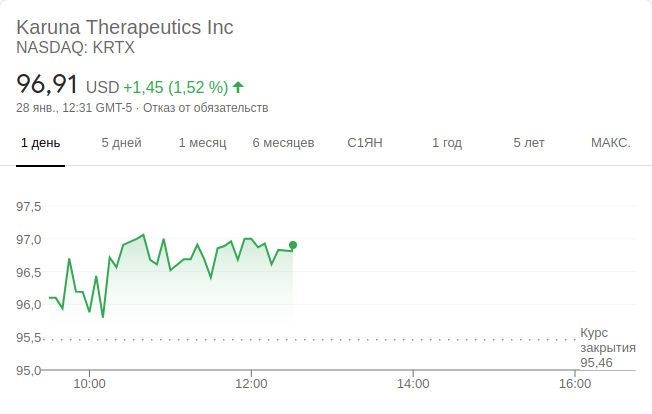 Karuna Therapeutics Inc
NASDAQ: KRTX
96,91 USD +1,45 (1,52 %)
28 янв., 12:31 GMT-5 · Отказ от обязательств
1 день 5 дней 1 месяц 6 месяцев С1ЯН 1 год 5 лет МАКС.
97,5
97,0
96,5
96,0
95,5
Курс
закрытия
95,46
95,0
10:00 12:00 14:00 16:00